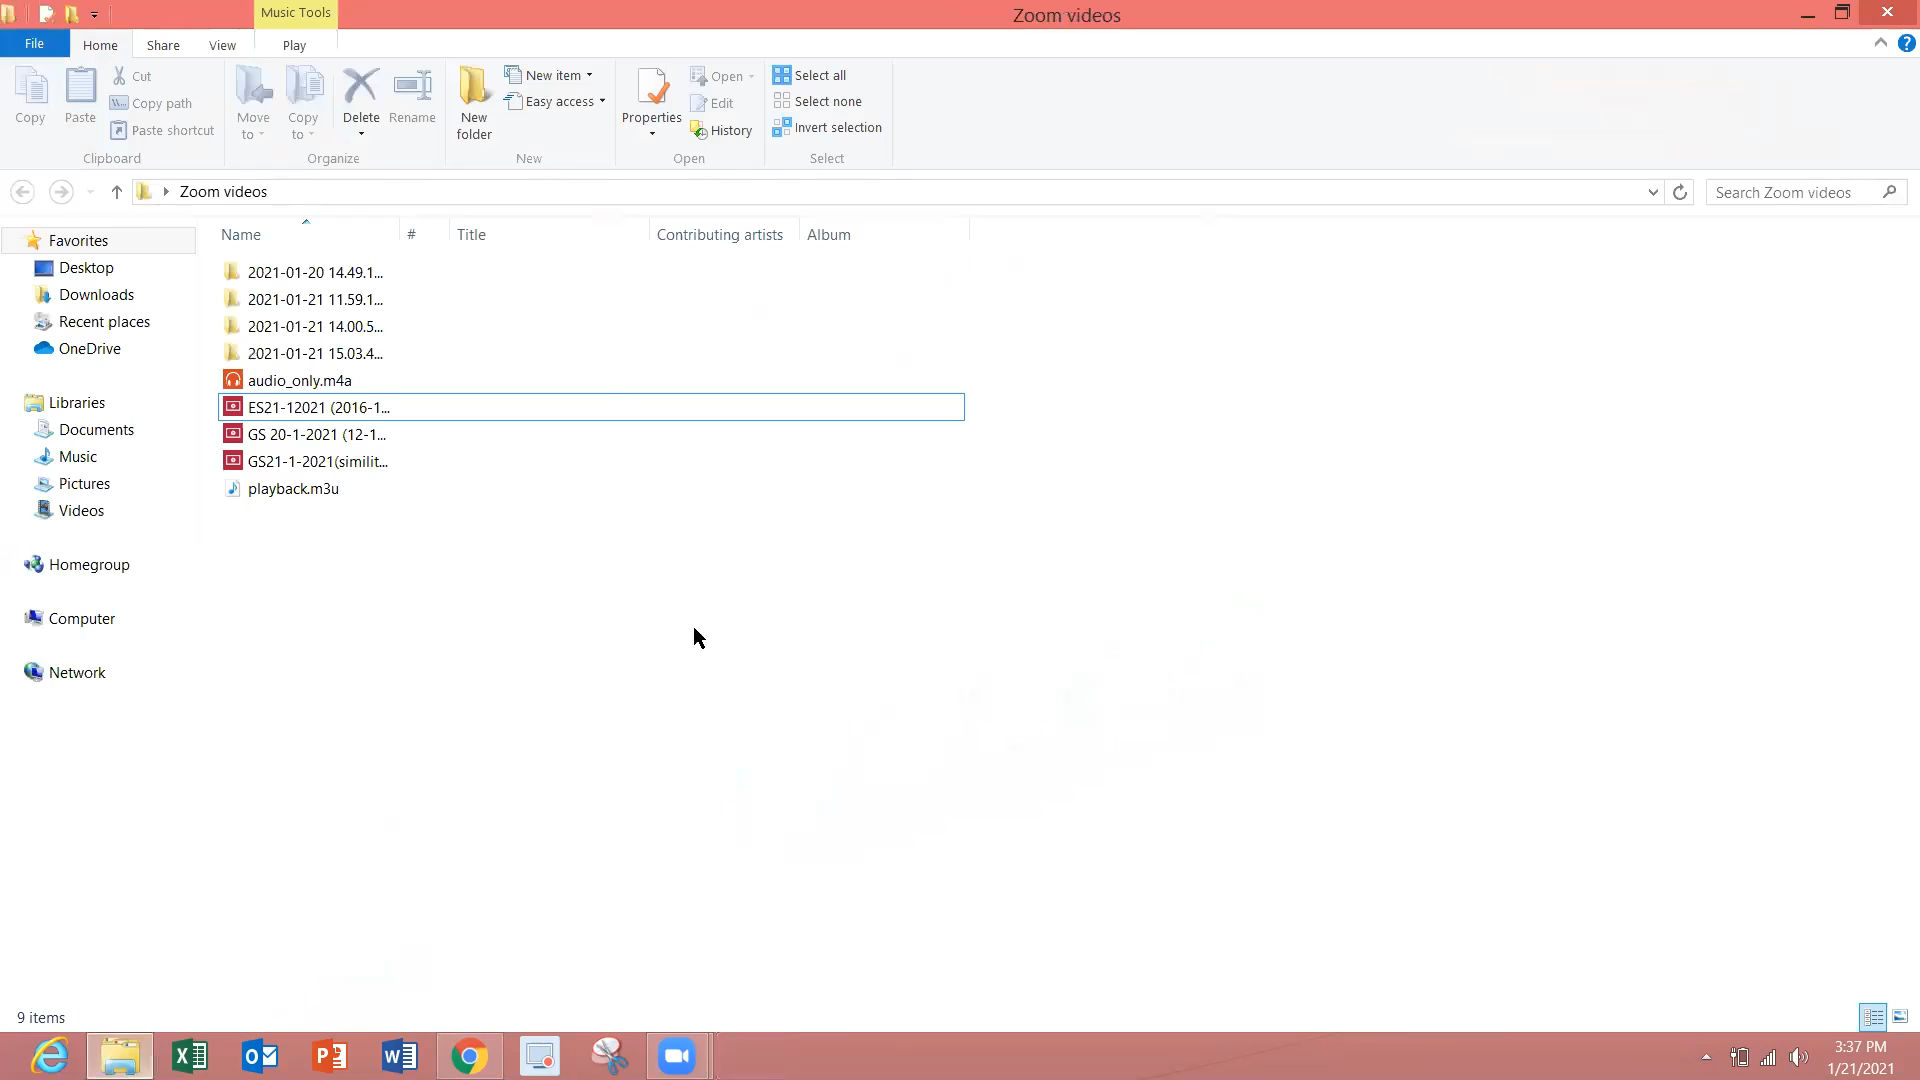 Music Tools
Zoom videos
File
Home
Share
View
Play
Copy
Paste
Cut
Copy path
Paste shortcut
Clipboard
Move to
Copy to
Delete
Rename
Organize
New folder
New item
Easy access
New
Properties
Open
Edit
History
Open
Select all
Select none
Invert selection
Select
Zoom videos
Search Zoom videos
Name
#
Title
Contributing artists
Album
Favorites
Desktop
Downloads
Recent places
OneDrive
Libraries
Documents
Music
Pictures
Videos
Homegroup
Computer
Network
2021-01-20 14.49.1...
2021-01-21 11.59.1...
2021-01-21 14.00.5...
2021-01-21 15.03.4...
audio_only.m4a
ES21-12021 (2016-1...
GS 20-1-2021 (12-1...
GS21-1-2021(similit...
playback.m3u
9 items
3:37 PM
1/21/2021